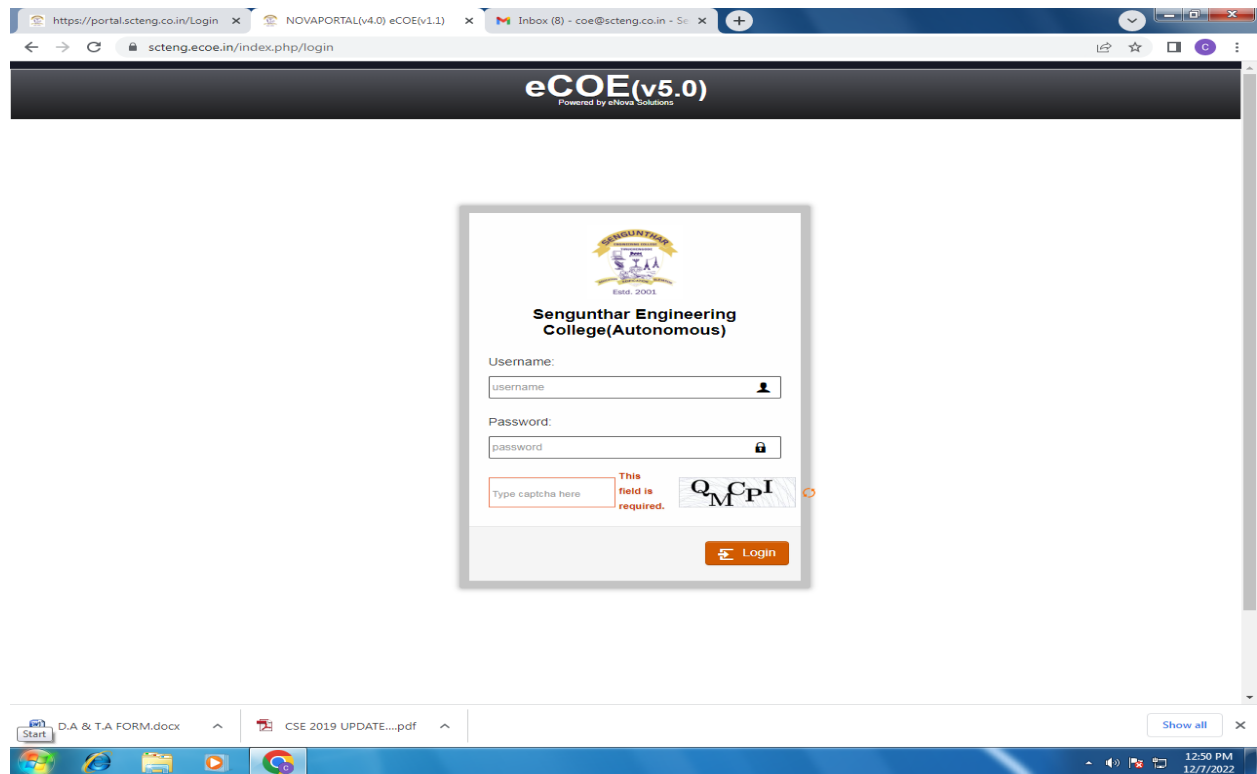 https://portal.scteng.co.in/Login
NOVAPORTAL(v4.0) eCOE(v1.1)
Inbox (8) - coe@scteng.co.in - Se
scteng.ecoe.in/index.php/login
C
eCOE(v5.0)
Powered by eNova Solutions
SENGUNTHAR
ENGINEERING COLLEGE
Estd. 2001
Sengunthar Engineering
College(Autonomous)
Username:
username
Password:
password
Type captcha here
This
field is
required.
QMCPI
Login
D.A & T.A FORM.docx
CSE 2019 UPDATE....pdf
Show all
Start
12:50 PM
12/7/2022